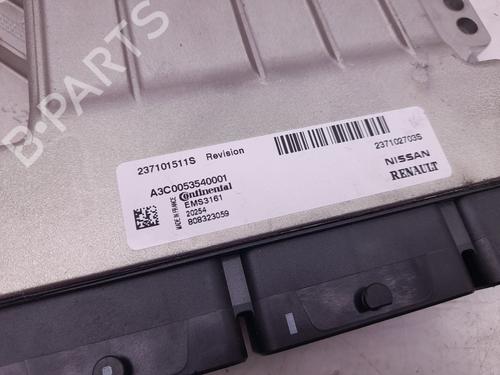 B-PARTS
237101511S Revision
237102703S
A3C0053540001
Continental
EMS3161
20254
808323059
MADE IN FRANCE
NISSAN
RENAULT